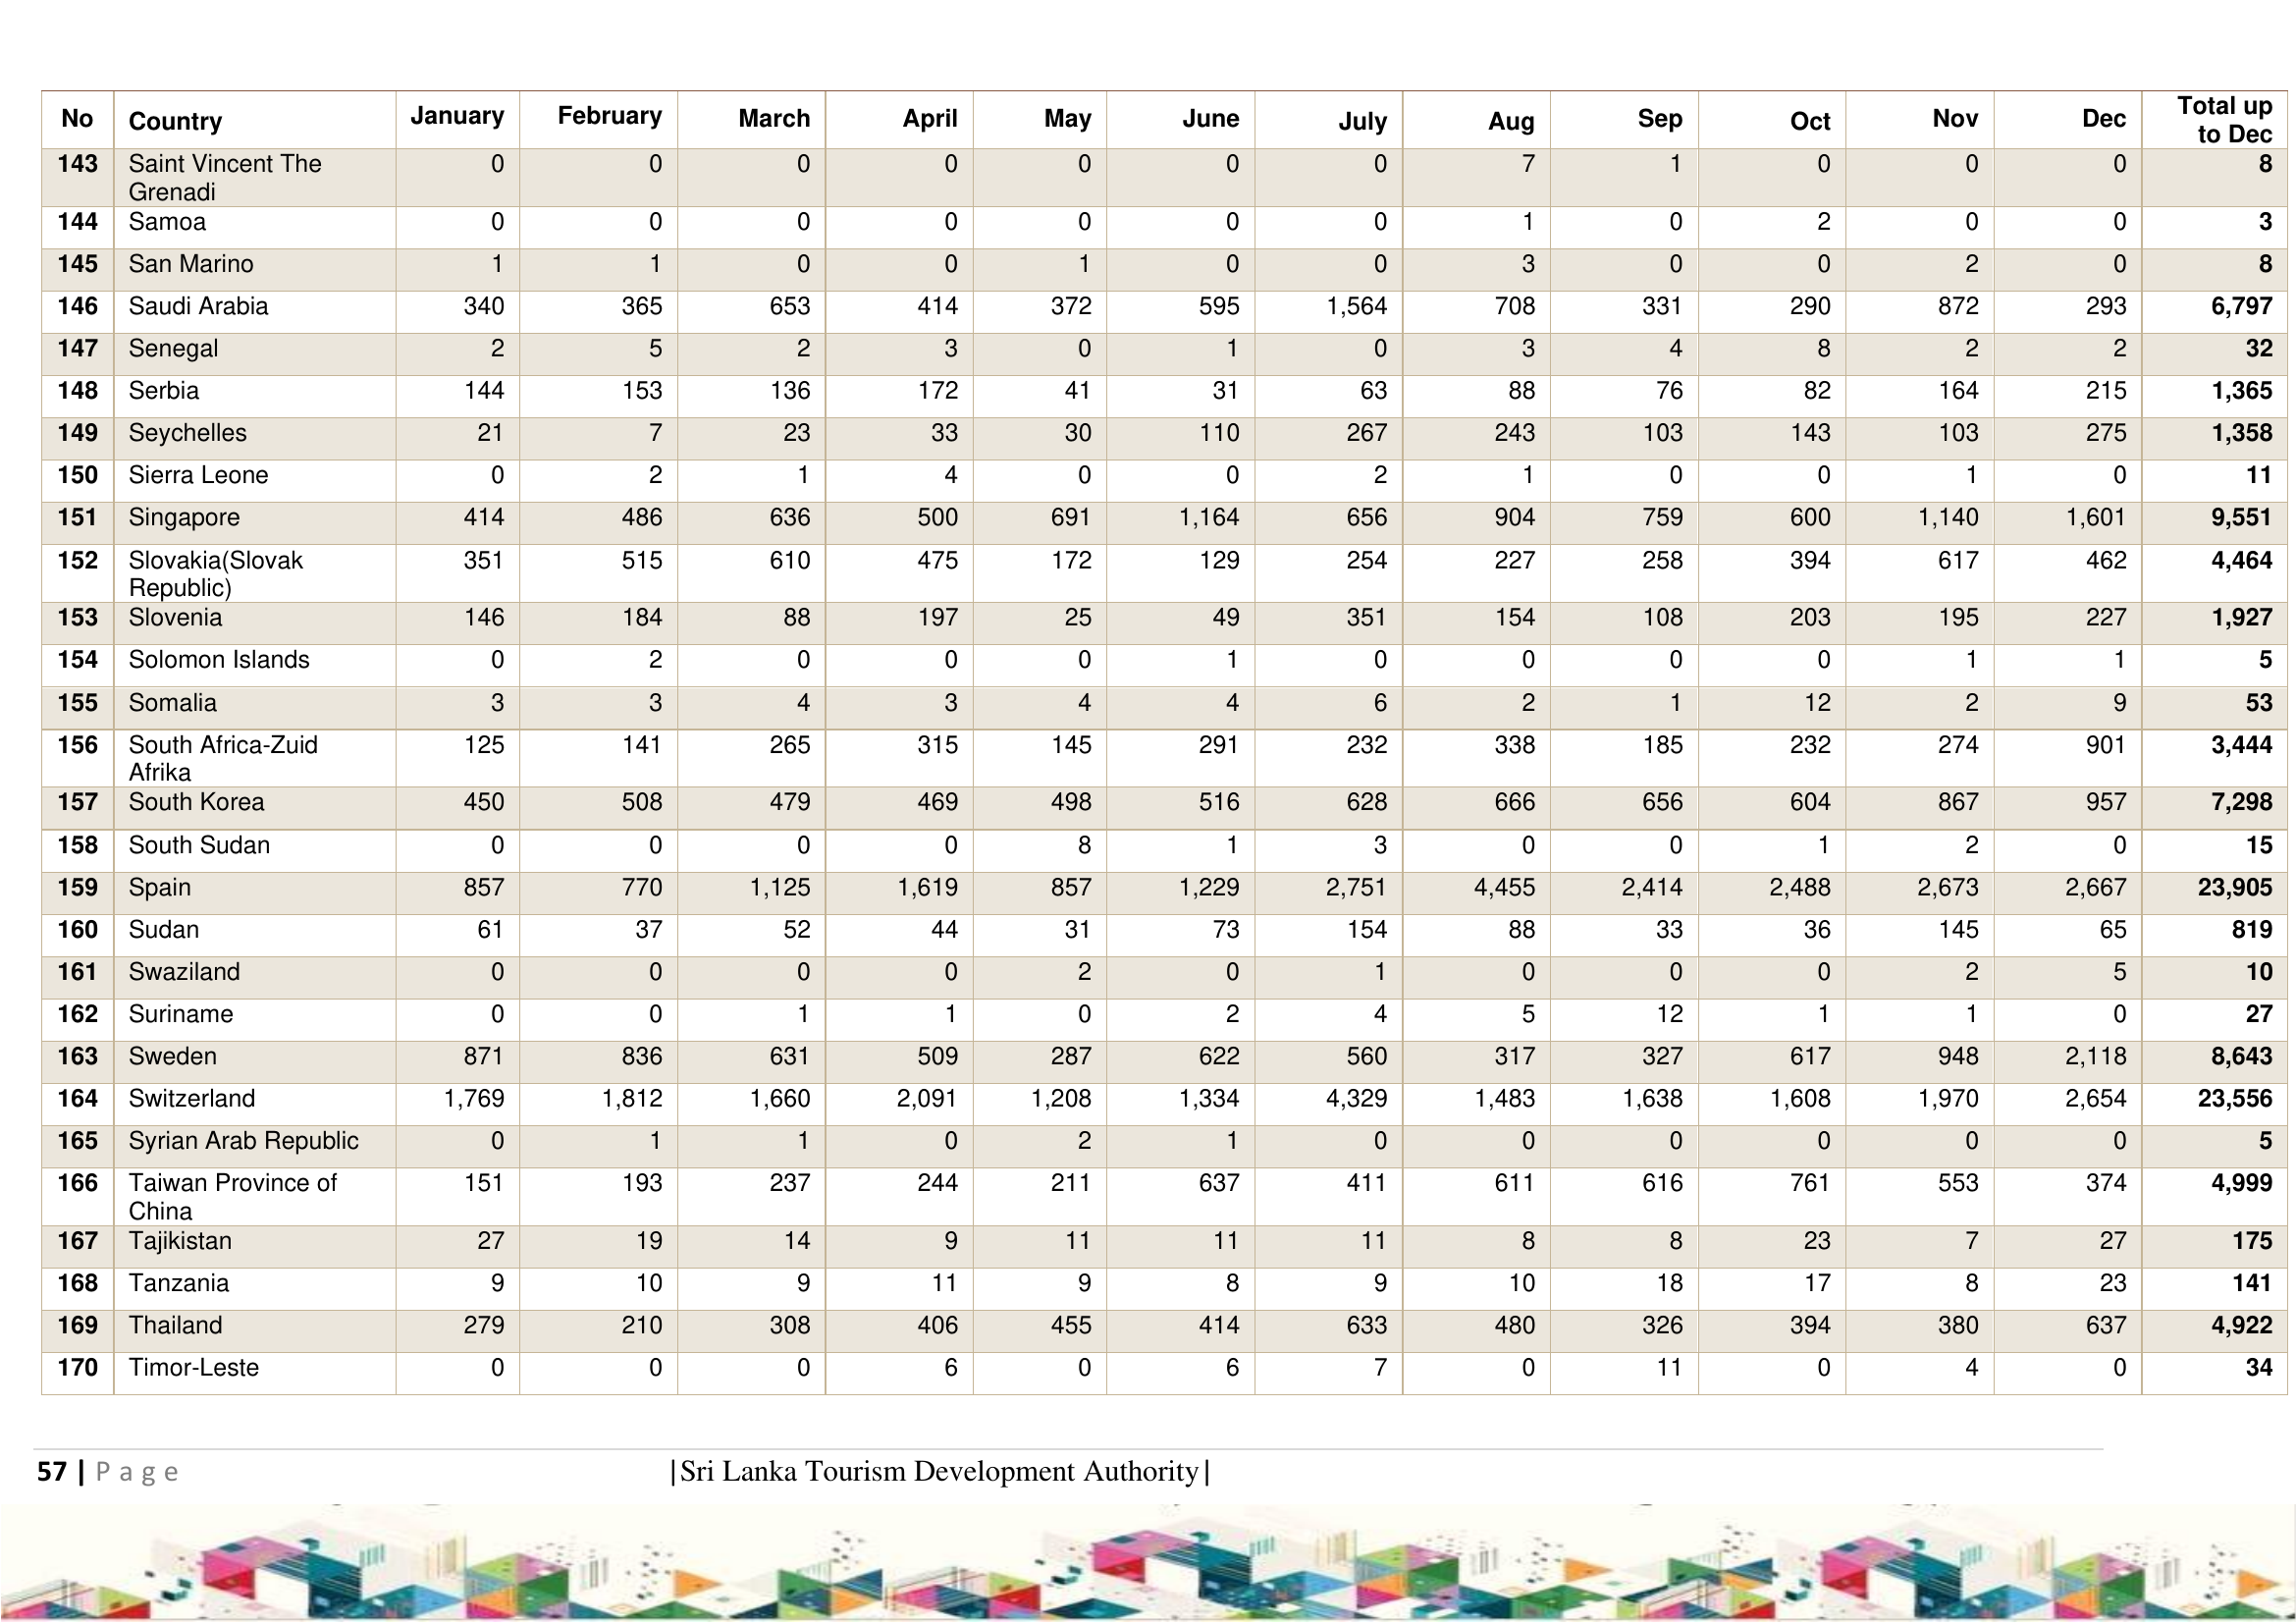 No Country January February March April May June July Aug Sep Oct Nov Dec Total up
to Dec
143 Saint Vincent The 0 0 0 0 0 0 0 7 1 0 0 0 8
Grenadi
144 Samoa 0 0 0 0 0 0 0 1 0 2 0 0 3
145 San Marino 1 1 0 0 1 0 0 3 0 0 2 0 8
146 Saudi Arabia 340 365 653 414 372 595 1,564 708 331 290 872 293 6,797
147 Senegal 2 5 2 3 0 1 0 3 4 8 2 2 32
148 Serbia 144 153 136 172 41 31 63 88 76 82 164 215 1,365
149 Seychelles 21 7 23 33 30 110 267 243 103 143 103 275 1,358
150 Sierra Leone 0 2 1 4 0 0 2 1 0 0 1 0 11
151 Singapore 414 486 636 500 691 1,164 656 904 759 600 1,140 1,601 9,551
152 Slovakia(Slovak 351 515 610 475 172 129 254 227 258 394 617 462 4,464
Republic)
153 Slovenia 146 184 88 197 25 49 351 154 108 203 195 227 1,927
154 Solomon Islands 0 2 0 0 0 1 0 0 0 0 1 1 5
155 Somalia 3 3 4 3 4 4 6 2 1 12 2 9 53
156 South Africa-Zuid 125 141 265 315 145 291 232 338 185 232 274 901 3,444
Afrika
157 South Korea 450 508 479 469 498 516 628 666 656 604 867 957 7,298
158 South Sudan 0 0 0 0 8 1 3 0 0 1 2 0 15
159 Spain 857 770 1,125 1,619 857 1,229 2,751 4,455 2,414 2,488 2,673 2,667 23,905
160 Sudan 61 37 52 44 31 73 154 88 33 36 145 65 819
161 Swaziland 0 0 0 0 2 0 1 0 0 0 2 5 10
162 Suriname 0 0 1 1 0 2 4 5 12 1 1 0 27
163 Sweden 871 836 631 509 287 622 560 317 327 617 948 2,118 8,643
164 Switzerland 1,769 1,812 1,660 2,091 1,208 1,334 4,329 1,483 1,638 1,608 1,970 2,654 23,556
165 Syrian Arab Republic 0 1 1 0 2 1 0 0 0 0 0 0 5
166 Taiwan Province of 151 193 237 244 211 637 411 611 616 761 553 374 4,999
China
167 Tajikistan 27 19 14 9 11 11 11 8 8 23 7 27 175
168 Tanzania 9 10 9 11 9 8 9 10 18 17 8 23 141
169 Thailand 279 210 308 406 455 414 633 480 326 394 380 637 4,922
170 Timor-Leste 0 0 0 6 0 6 7 0 11 0 4 0 34
57 | Page |Sri Lanka Tourism Development Authority|